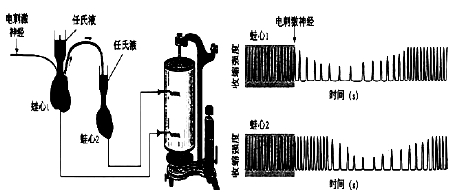 电刺激
神经
任氏液
任氏液
蛙心1
蛙心2
电刺激神经
蛙心1
收缩强度
时间 (s)
蛙心2
收缩强度
时间 (s)